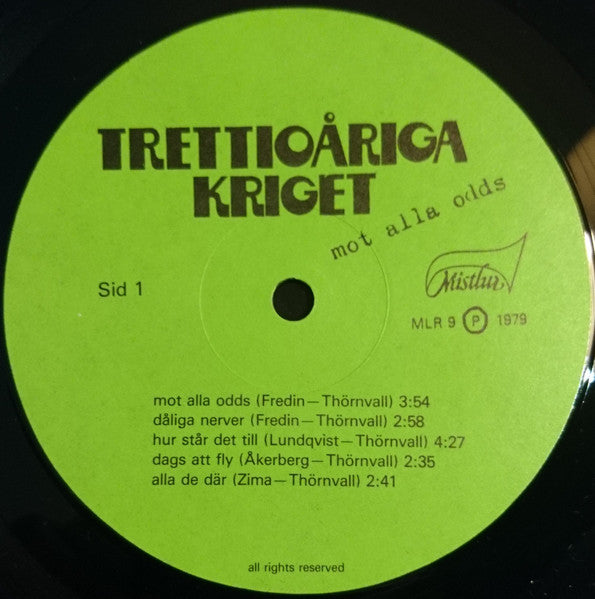 TRETTIOÅRIGA
KRIGET
mot alla odds
Sid 1
Mistlur
MLR 9 P 1979
mot alla odds (Fredin—Thörnvall) 3:54
dåliga nerver (Fredin—Thörnvall) 2:58
hur står det till (Lundqvist—Thörnvall) 4:27
dags att fly (Åkerberg—Thörnvall) 2:35
alla de där (Zima—Thörnvall) 2:41
all rights reserved